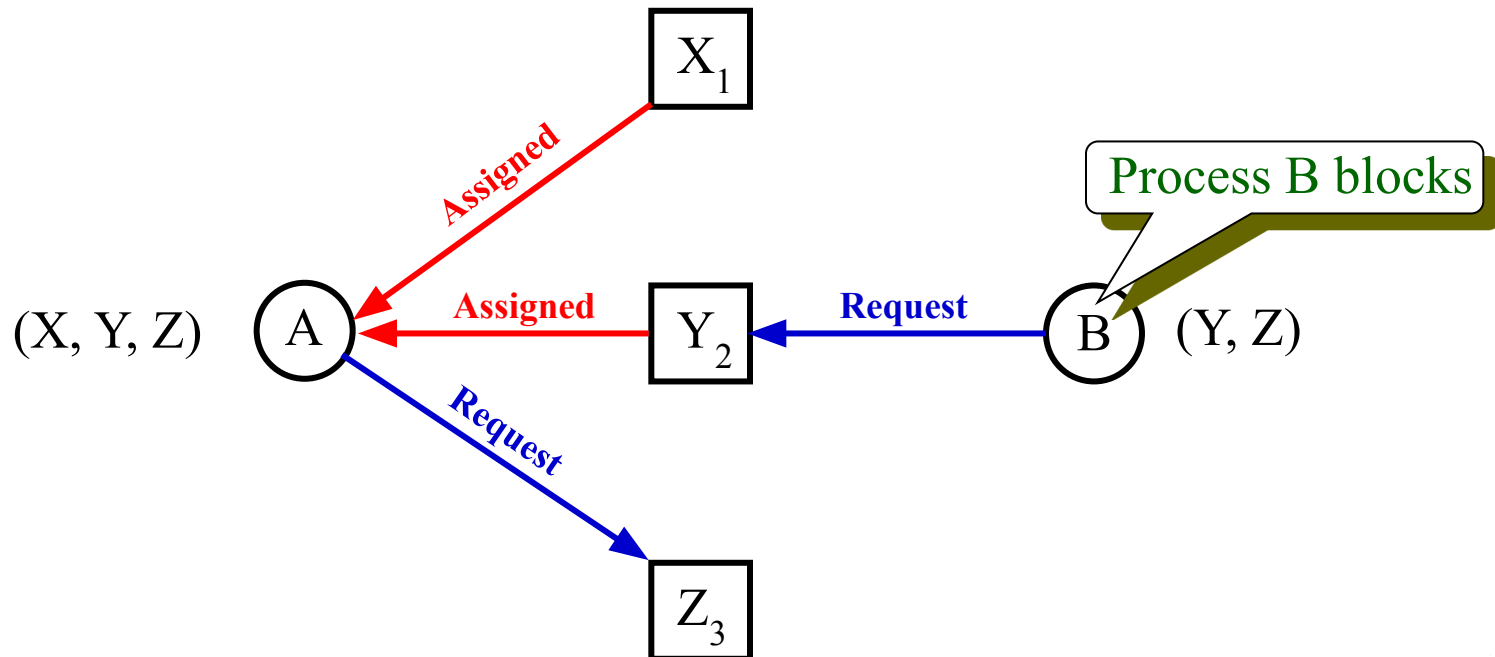 X₁
Assigned
Process B blocks
(X, Y, Z)
A
Assigned
Y₂
Request
B
(Y, Z)
Request
Z₃